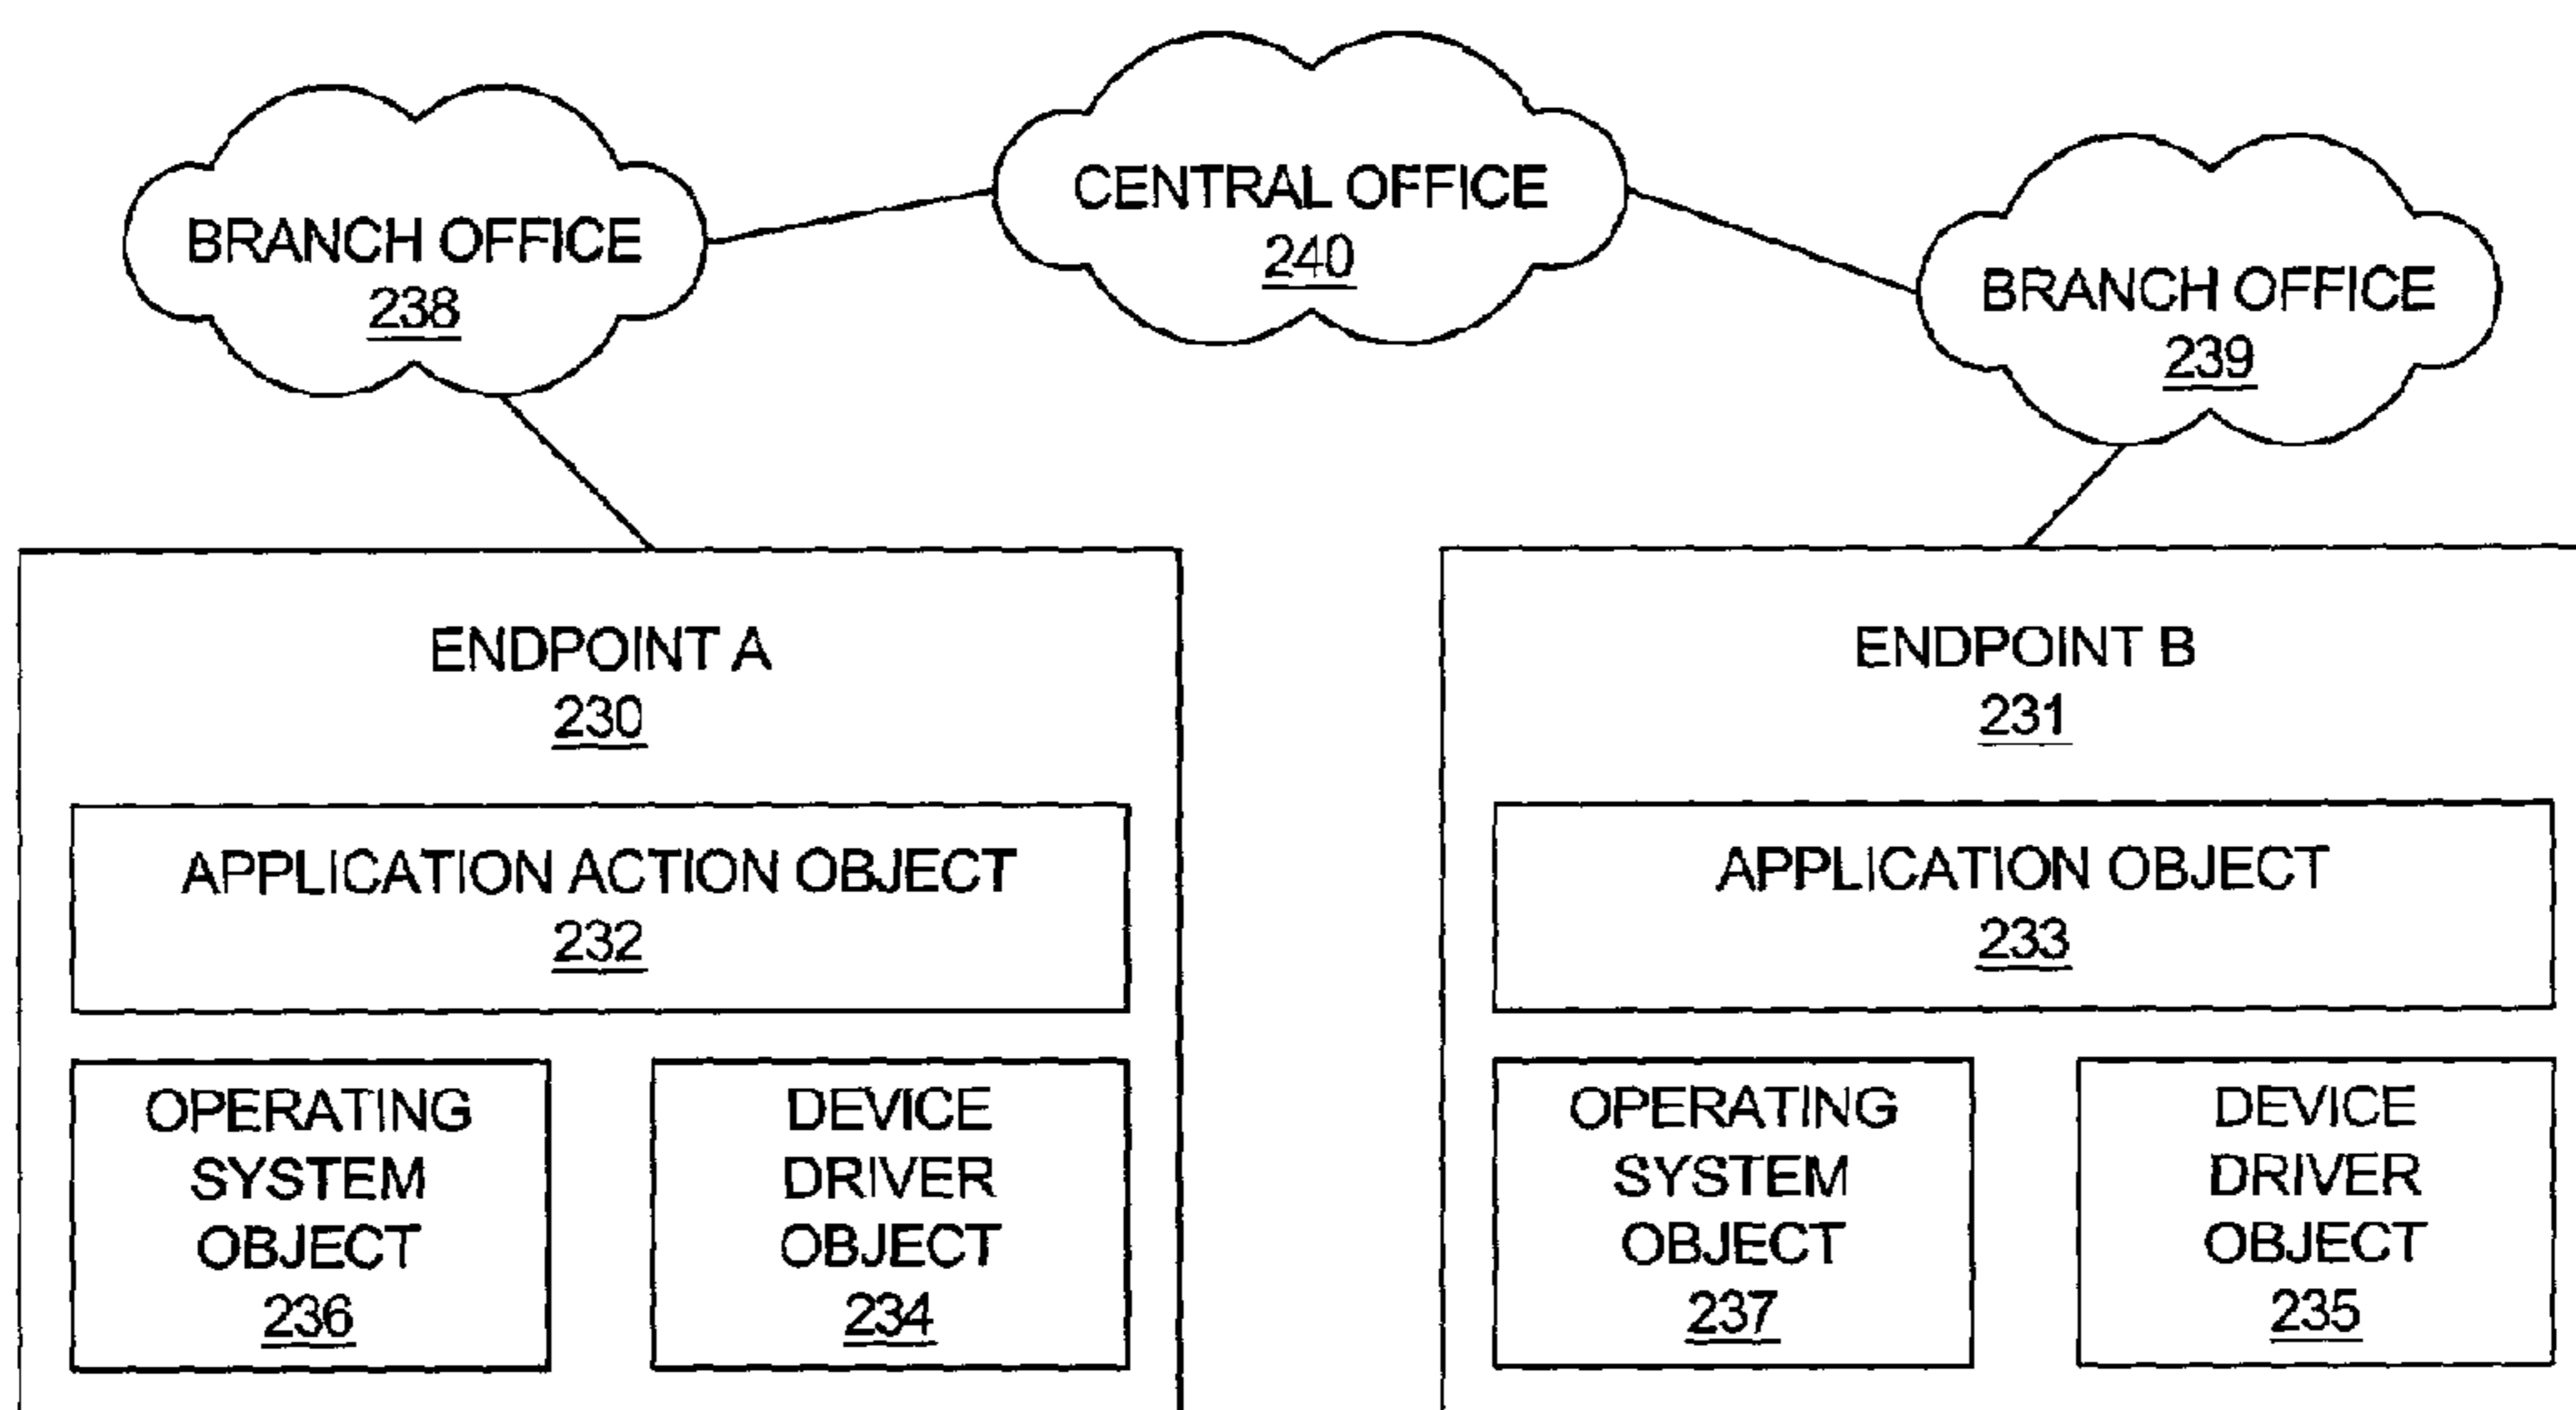 CENTRAL OFFICE
240
BRANCH OFFICE
238
BRANCH OFFICE
239
ENDPOINT A
230
APPLICATION ACTION OBJECT
232
OPERATING
SYSTEM
OBJECT
236
DEVICE
DRIVER
OBJECT
234
ENDPOINT B
231
APPLICATION OBJECT
233
OPERATING
SYSTEM
OBJECT
237
DEVICE
DRIVER
OBJECT
235